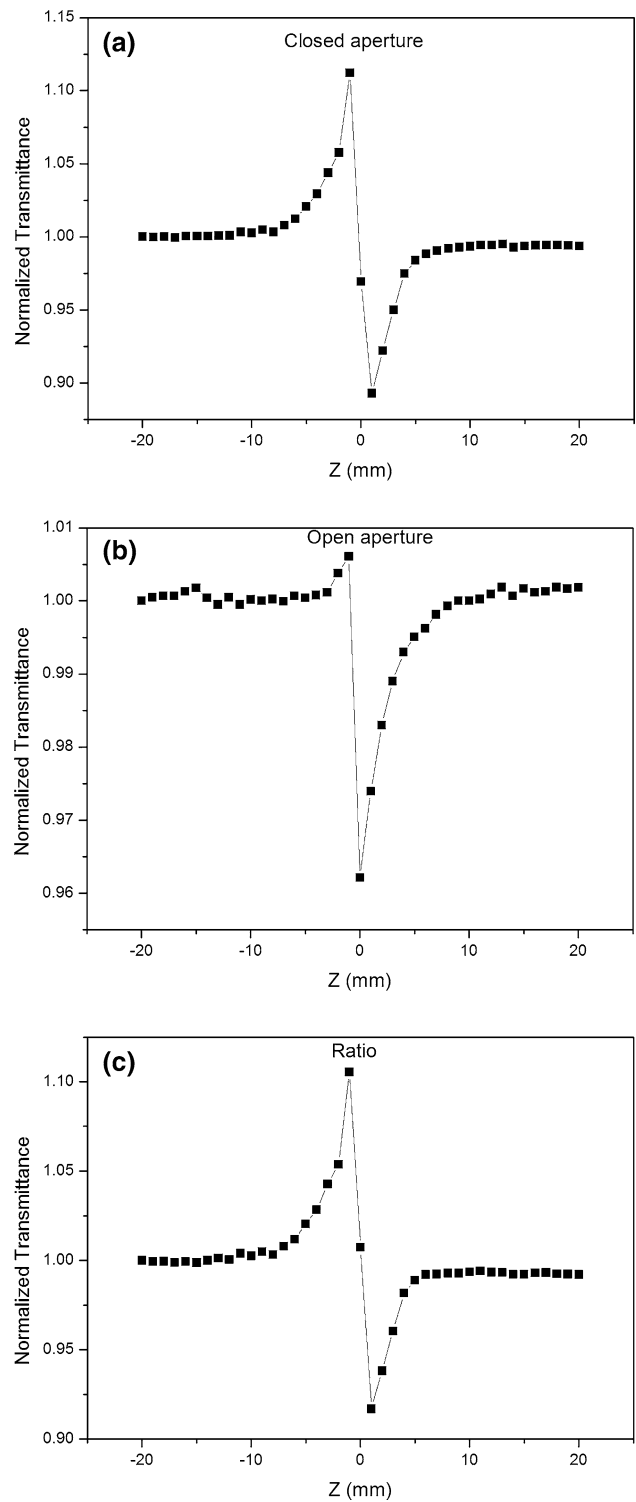 (a)
Closed aperture
1.15
1.10
1.05
1.00
0.95
0.90
Normalized Transmittance
-20
-10
0
10
20
Z (mm)
(b)
Open aperture
1.01
1.00
0.99
0.98
0.97
0.96
Normalized Transmittance
-20
-10
0
10
20
Z (mm)
(c)
Ratio
1.10
1.05
1.00
0.95
0.90
Normalized Transmittance
-20
-10
0
10
20
Z (mm)